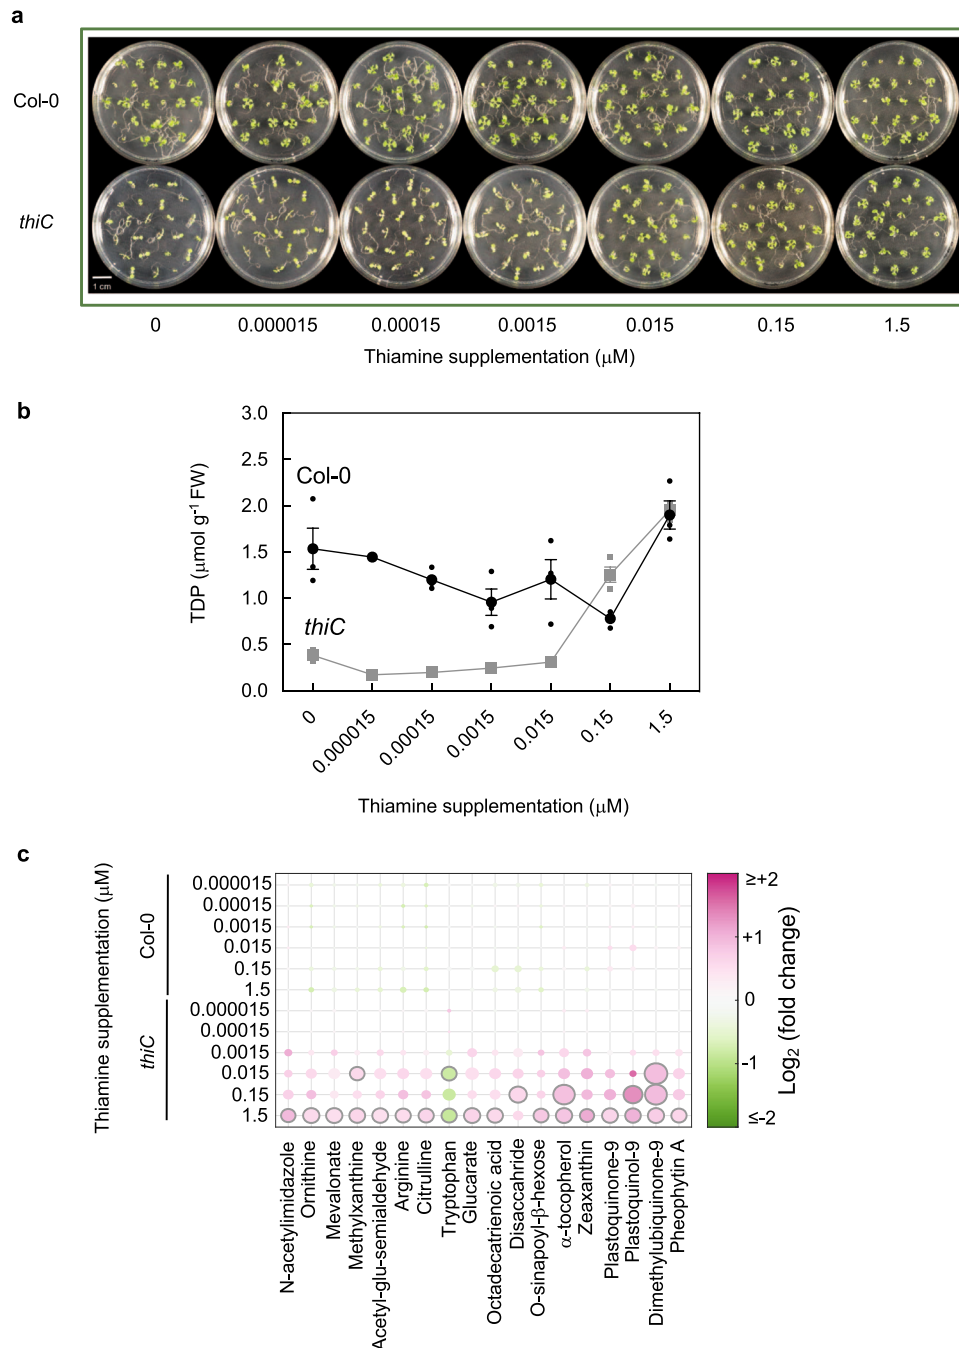 a
Col-0
thiC
1 cm
0 0.000015 0.00015 0.0015 0.015 0.15 1.5
Thiamine supplementation (μM)
b
3.0
2.5
2.0
1.5
1.0
0.5
0.0
TDP (μmol g-1 FW)
Col-0
thiC
0 0.000015 0.00015 0.0015 0.015 0.15 1.5
Thiamine supplementation (μM)
c
Thiamine supplementation (μM)
Col-0
0.000015
0.00015
0.0015
0.015
0.15
1.5
thiC
0.000015
0.00015
0.0015
0.015
0.15
1.5
≥+2
+1
0
-1
≤-2
Log2 (fold change)
N-acetylimidazole
Ornithine
Mevalonate
Methylxanthine
Acetyl-glu-semialdehyde
Arginine
Citrulline
Tryptophan
Glucarate
Octadecatrienoic acid
Disaccahride
O-sinapoyl-β-hexose
α-tocopherol
Zeaxanthin
Plastoquinone-9
Plastoquinol-9
Dimethylubiquinone-9
Pheophytin A